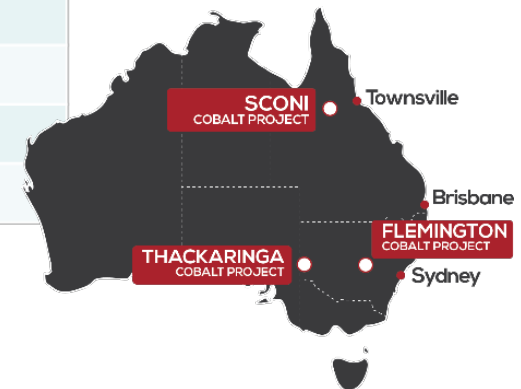 SCONI
COBALT PROJECT
Townsville
Brisbane
FLEMINGTON
COBALT PROJECT
THACKARINGA
COBALT PROJECT
Sydney